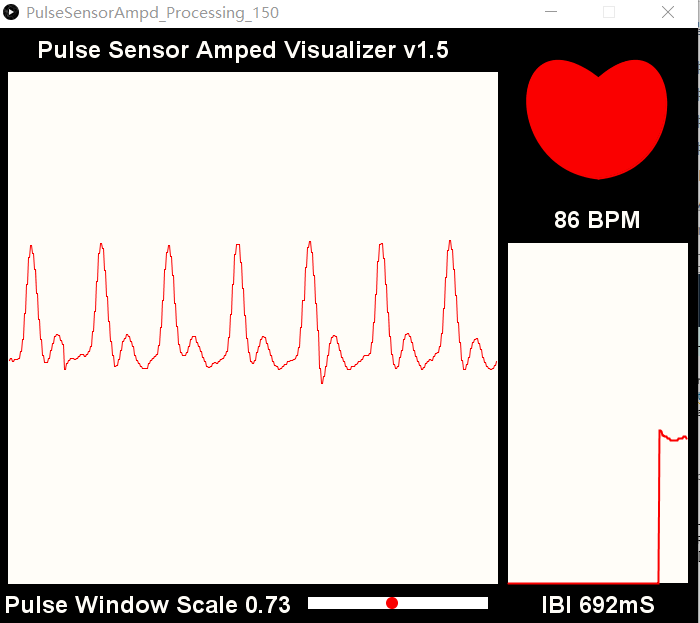 PulseSensorAmpd_Processing_150
Pulse Sensor Amped Visualizer v1.5
86 BPM
Pulse Window Scale 0.73
IBI 692mS